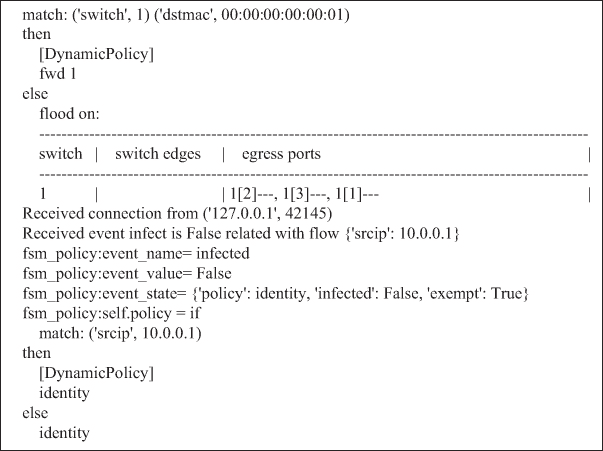 match: ('switch', 1) ('dstmac', 00:00:00:00:00:01)
then
[DynamicPolicy]
fwd 1
else
flood on:
----------------------------------------------------------------------------------------
switch | switch edges | egress ports |
----------------------------------------------------------------------------------------
1 | | 1[2]---, 1[3]---, 1[1]--- |
Received connection from ('127.0.0.1', 42145)
Received event infect is False related with flow {'srcip': 10.0.0.1}
fsm_policy:event_name= infected
fsm_policy:event_value= False
fsm_policy:event_state= {'policy': identity, 'infected': False, 'exempt': True}
fsm_policy:self.policy = if
match: ('srcip', 10.0.0.1)
then
[DynamicPolicy]
identity
else
identity